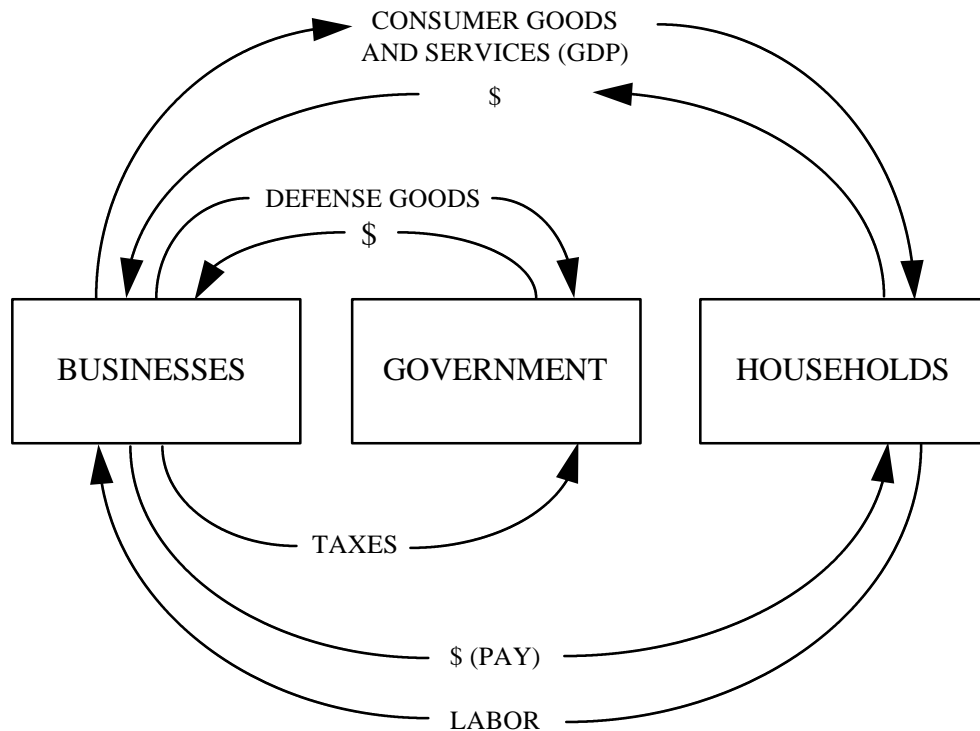 CONSUMER GOODS
AND SERVICES (GDP)
$
DEFENSE GOODS
$
BUSINESSES
GOVERNMENT
HOUSEHOLDS
TAXES
$ (PAY)
LABOR